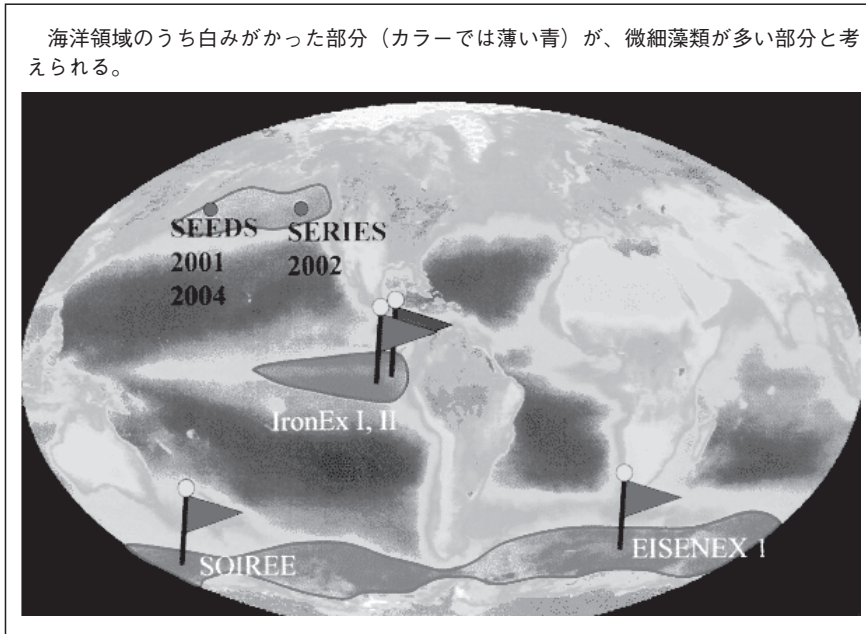 海洋領域のうち白みがかった部分（カラーでは薄い青）が、微細藻類が多い部分と考
えられる。
SEEDS
2001
2004
SERIES
2002
IronEx I, II
SOIREE
EISENEX 1